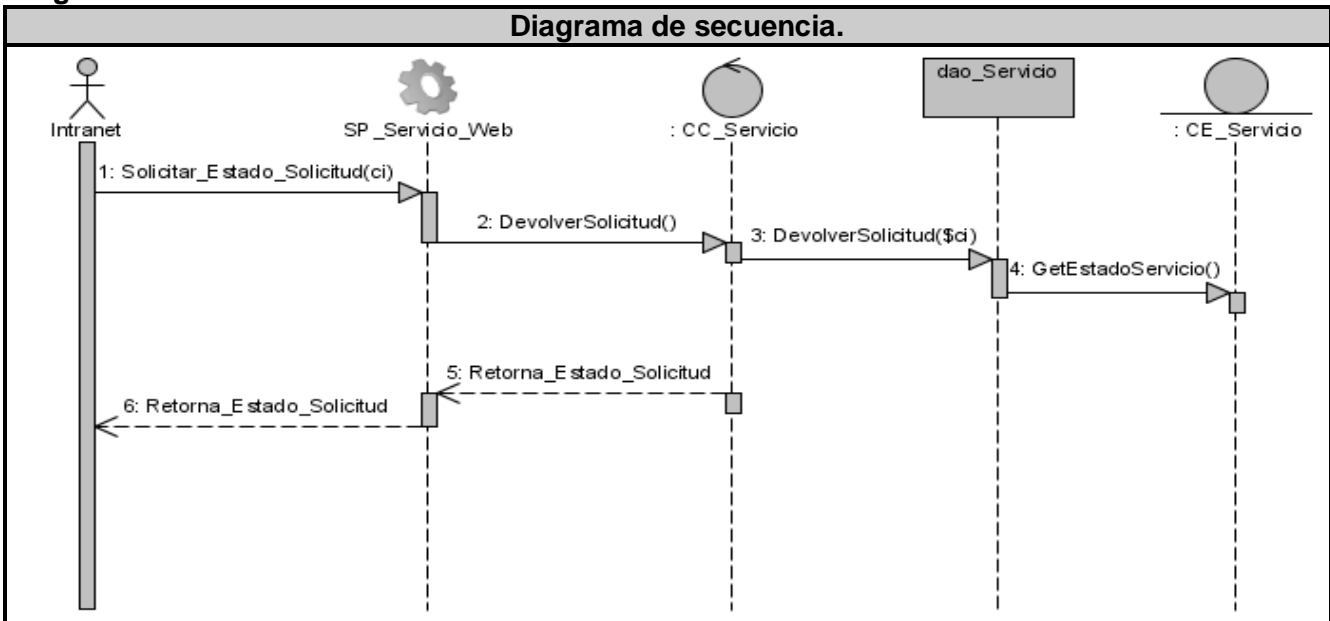 Diagrama de secuencia.
dao_Servicio
Intranet
SP_Servicio_Web
: CC_Servicio
: CE_Servicio
1: Solicitar_Estado_Solicitud(ci)
2: DevolverSolicitud()
3: DevolverSolicitud($ci)
4: GetEstadoServicio()
5: Retorna_Estado_Solicitud
6: Retorna_Estado_Solicitud